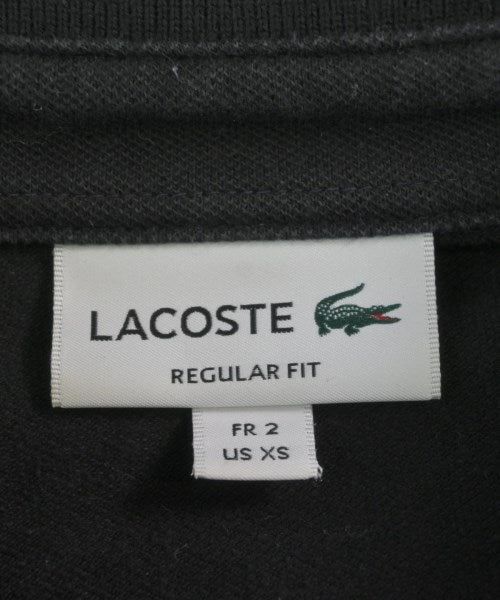 LACOSTE
REGULAR FIT
FR 2
US XS